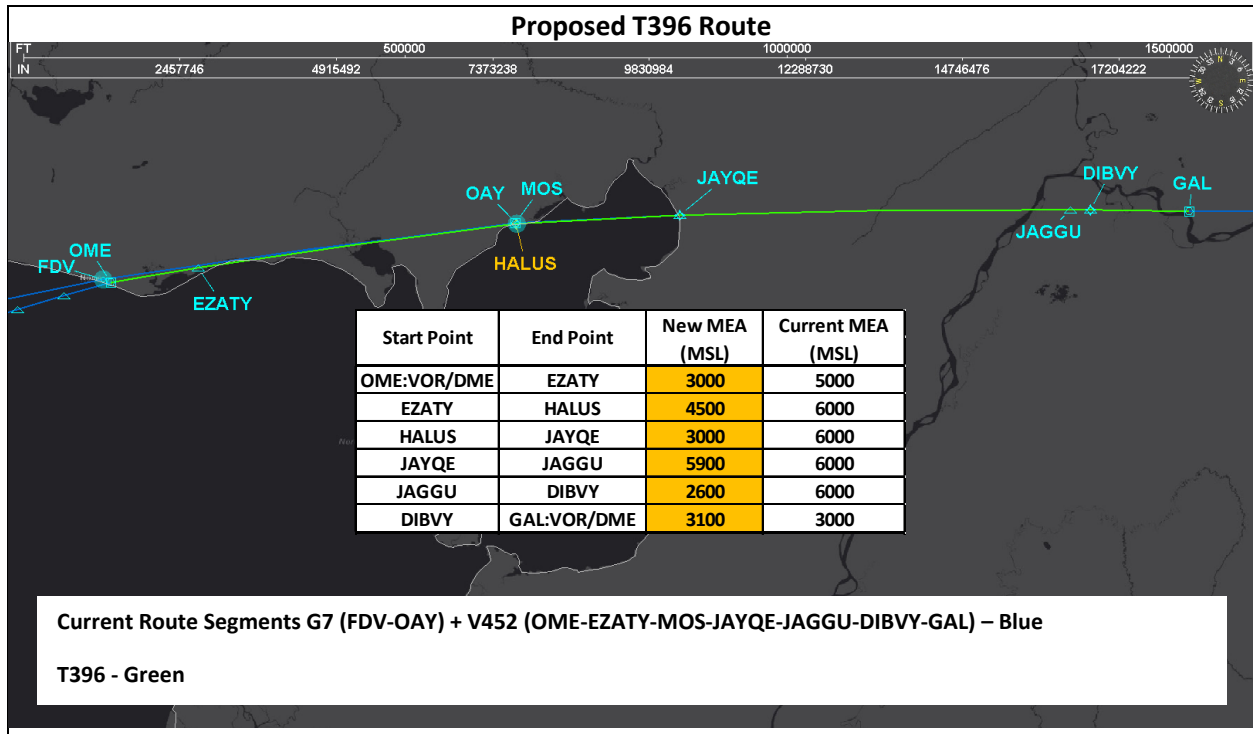 Proposed T396 Route
FT 500000 1000000 1500000
IN 2457746 4915492 7373238 9830984 12288730 14746476 17204222
N
E
S
W
DIBVY
JAYQE
GAL
OAY MOS
JAGGU
OME
HALUS
FDV
EZATY
Start Point End Point New MEA (MSL) Current MEA (MSL)
OME:VOR/DME EZATY 3000 5000
EZATY HALUS 4500 6000
HALUS JAYQE 3000 6000
JAYQE JAGGU 5900 6000
JAGGU DIBVY 2600 6000
DIBVY GAL:VOR/DME 3100 3000
Current Route Segments G7 (FDV-OAY) + V452 (OME-EZATY-MOS-JAYQE-JAGGU-DIBVY-GAL) – Blue
T396 - Green